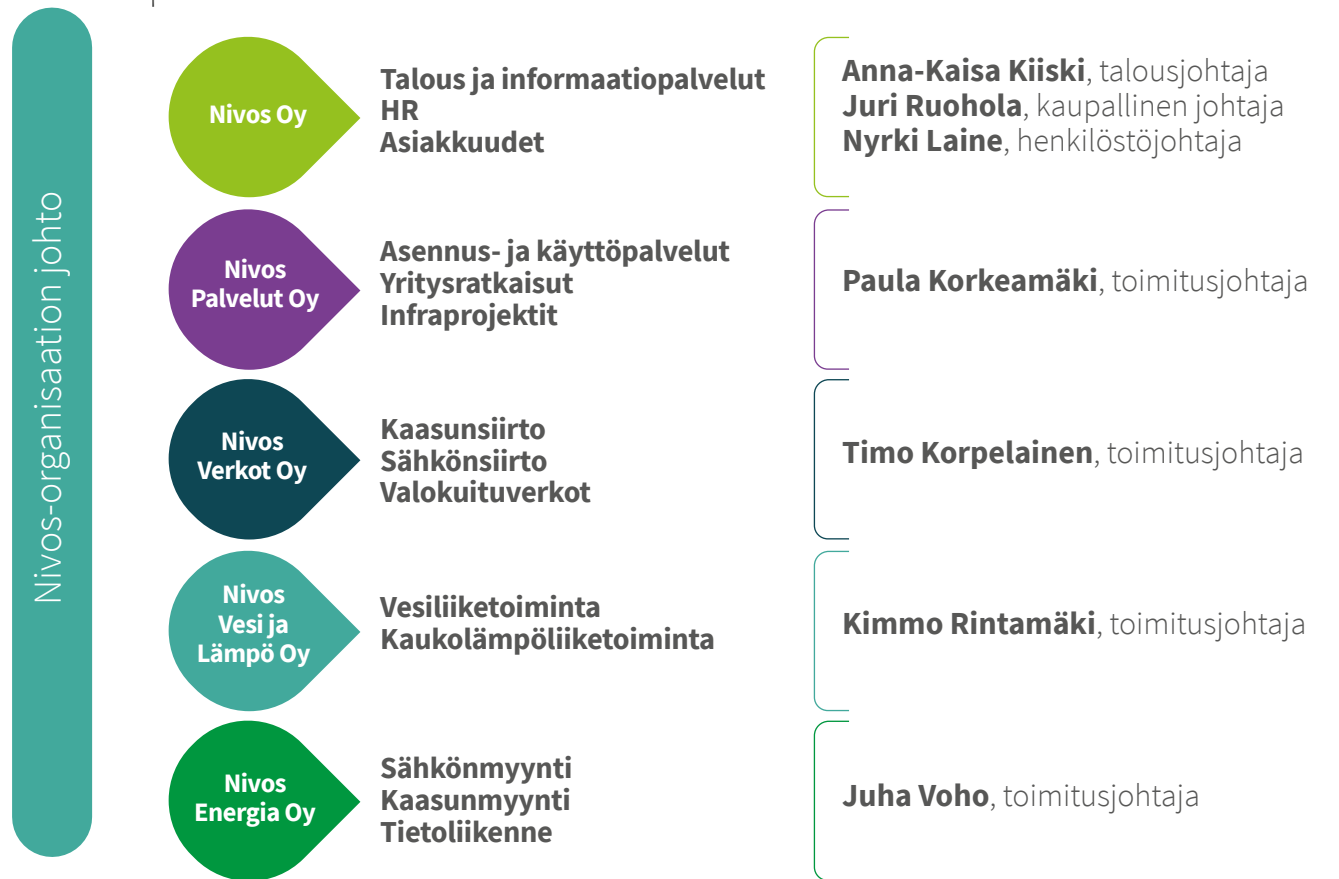 Nivos-organisaation johto
Nivos Oy
Talous ja informaatiopalvelut
HR
Asiakkuudet
Anna-Kaisa Kiiski, talousjohtaja
Juri Ruohola, kaupallinen johtaja
Nyrki Laine, henkilöstöjohtaja
Nivos
Palvelut Oy
Asennus- ja käyttöpalvelut
Yritysratkaisut
Infraprojektit
Paula Korkeamäki, toimitusjohtaja
Nivos
Verkot Oy
Kaasunsiirto
Sähkönsiirto
Valokuituverkot
Timo Korpelainen, toimitusjohtaja
Nivos
Vesi ja
Lämpö Oy
Vesiliiketoiminta
Kaukolämpöliiketoiminta
Kimmo Rintamäki, toimitusjohtaja
Nivos
Energia Oy
Sähkönmyynti
Kaasunmyynti
Tietoliikenne
Juha Voho, toimitusjohtaja